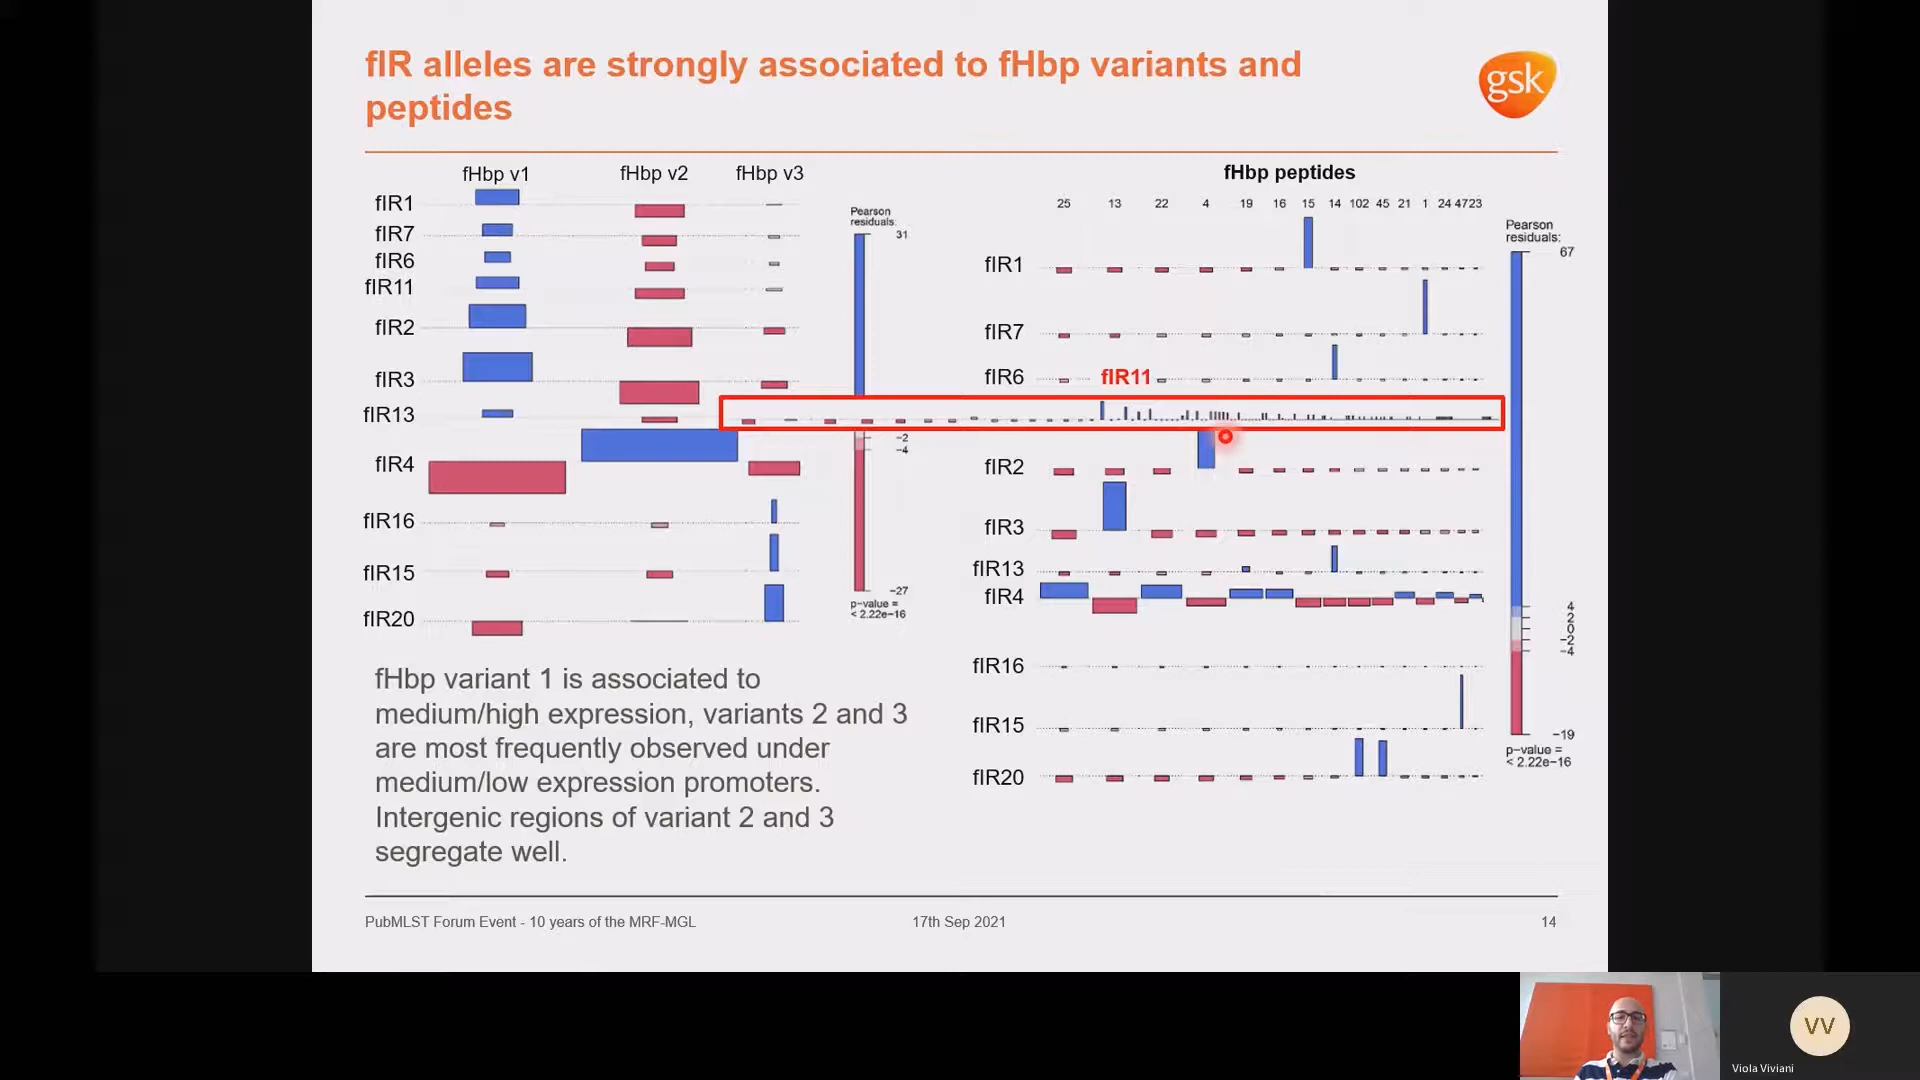 fIR alleles are strongly associated to fHbp variants and
peptides
gsk
fHbp v1 fHbp v2 fHbp v3
fIR1
fIR7
fIR6
fIR11
fIR2
fIR3
fIR13
fIR4
fIR16
fIR15
fIR20
Pearson
residuals:
31
-2
-4
-27
p-value =
< 2.22e-16
fHbp peptides
25 13 22 4 19 16 15 14 102 45 21 1 24 47 23
fIR1
fIR7
fIR6
fIR11
fIR2
fIR3
fIR13
fIR4
fIR16
fIR15
fIR20
Pearson
residuals:
67
4
2
0
-2
-4
-19
p-value =
< 2.22e-16
fHbp variant 1 is associated to
medium/high expression, variants 2 and 3
are most frequently observed under
medium/low expression promoters.
Intergenic regions of variant 2 and 3
segregate well.
PubMLST Forum Event - 10 years of the MRF-MGL 17th Sep 2021 14
VV
Viola Viviani